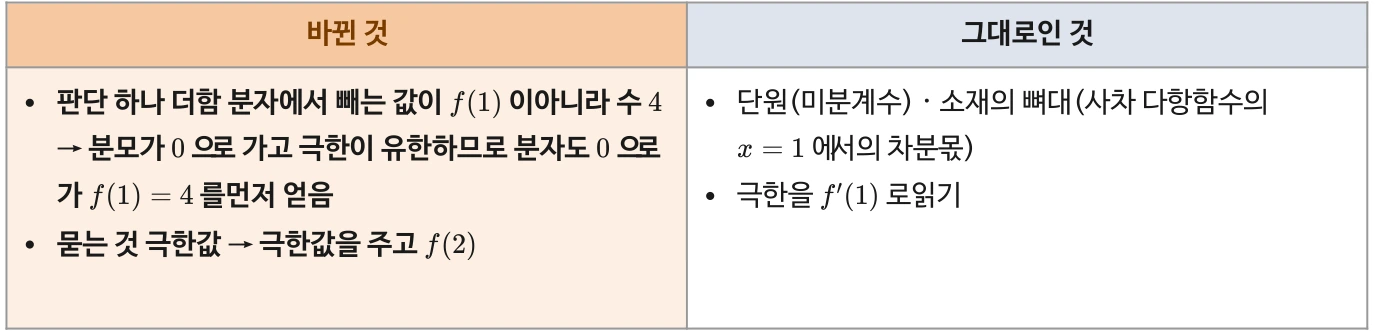 바뀐 것
그대로인 것
• 판단 하나 더함 분자에서 빼는 값이 f(1) 이아니라 수 4
→ 분모가 0 으로 가고 극한이 유한하므로 분자도 0 으로
가 f(1) = 4 를먼저 얻음
• 묻는 것 극한값 → 극한값을 주고 f(2)
• 단원(미분계수) · 소재의 뼈대(사차 다항함수의
x = 1 에서의 차분몫)
• 극한을 f′(1) 로읽기